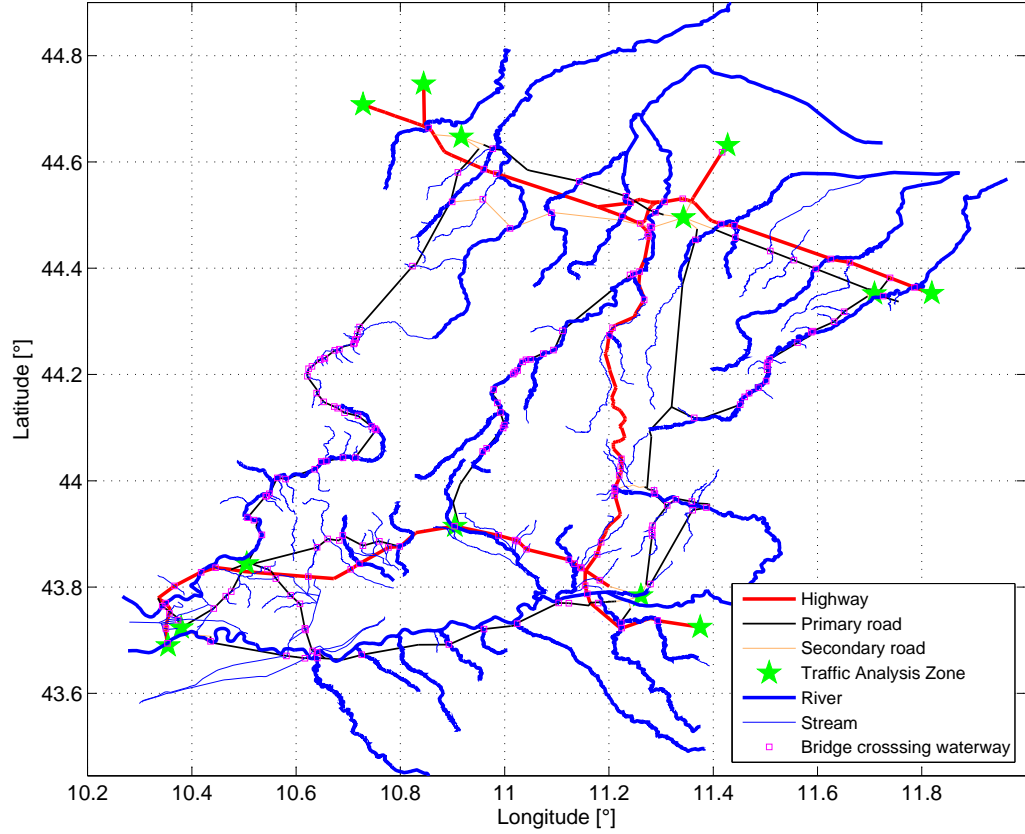 44.8
44.6
44.4
44.2
44
43.8
43.6
Latitude [°]
10.2 10.4 10.6 10.8 11 11.2 11.4 11.6 11.8
Longitude [°]
Highway
Primary road
Secondary road
Traffic Analysis Zone
River
Stream
Bridge crosssing waterway